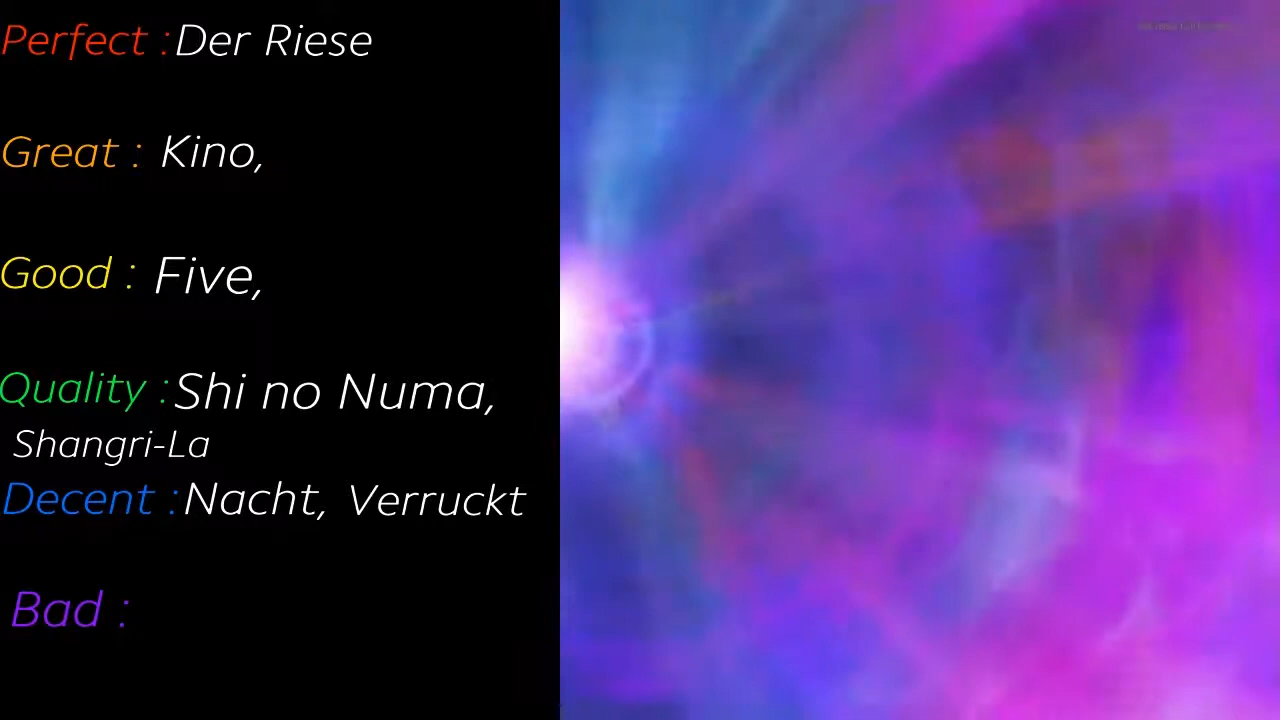 Perfect : Der Riese
Great : Kino,
Good : Five,
Quality : Shi no Numa,
Shangri-La
Decent : Nacht, Verruckt
Bad :